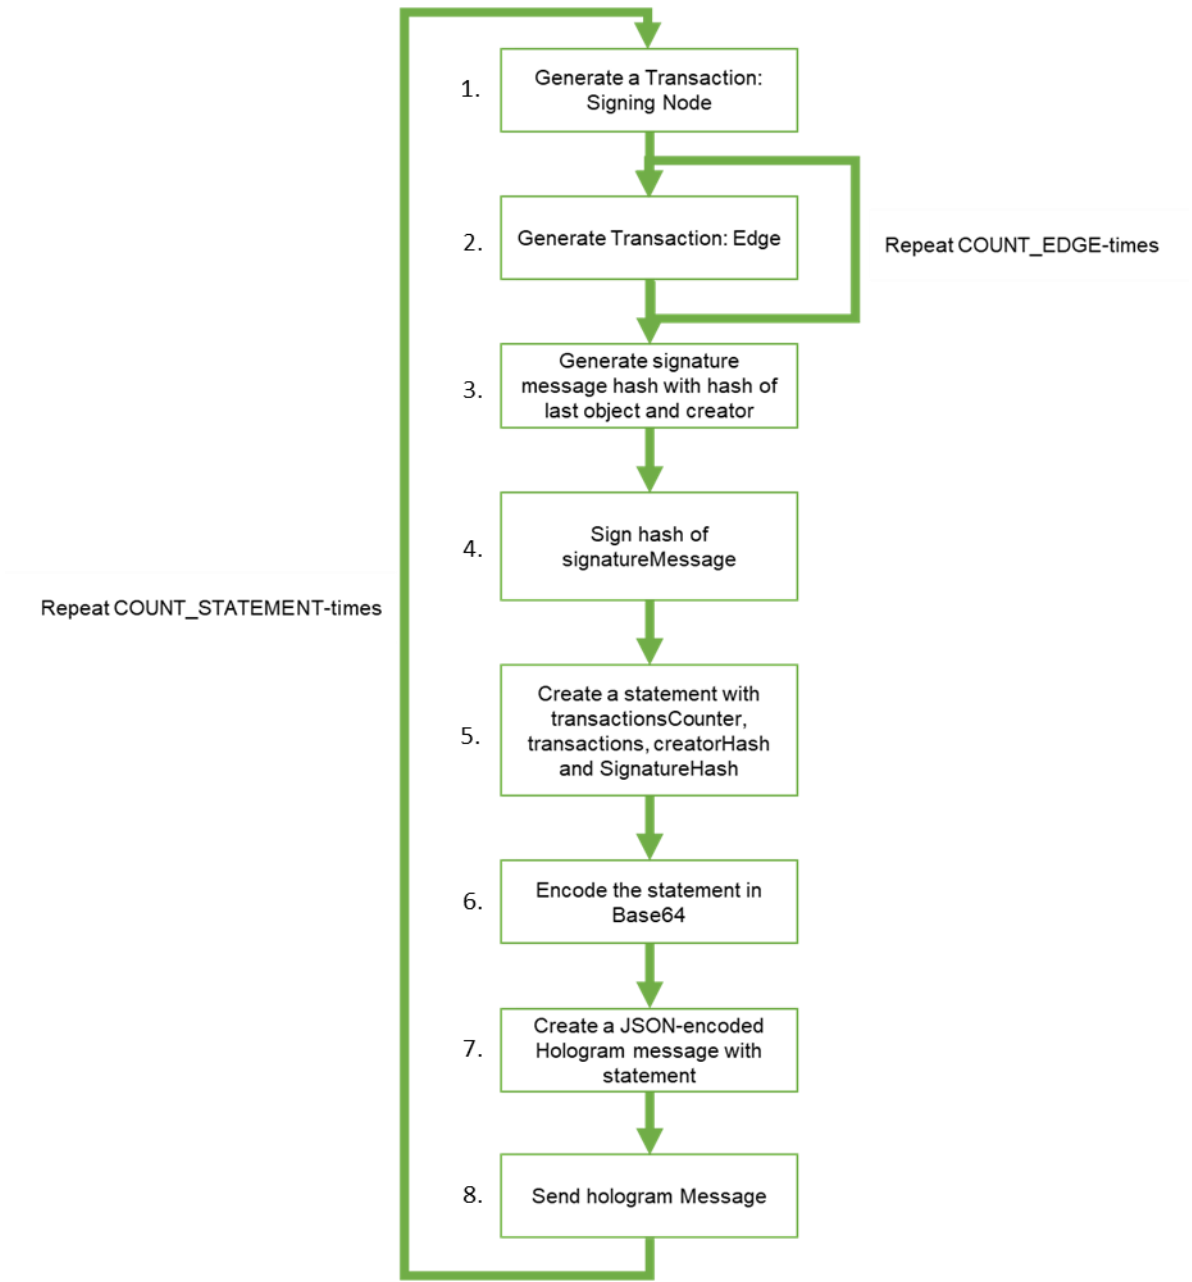 1.
Generate a Transaction:
Signing Node
2.
Generate Transaction: Edge
Repeat COUNT_EDGE-times
3.
Generate signature
message hash with hash of
last object and creator
4.
Sign hash of
signatureMessage
Repeat COUNT_STATEMENT-times
5.
Create a statement with
transactionsCounter,
transactions, creatorHash
and SignatureHash
6.
Encode the statement in
Base64
7.
Create a JSON-encoded
Hologram message with
statement
8.
Send hologram Message